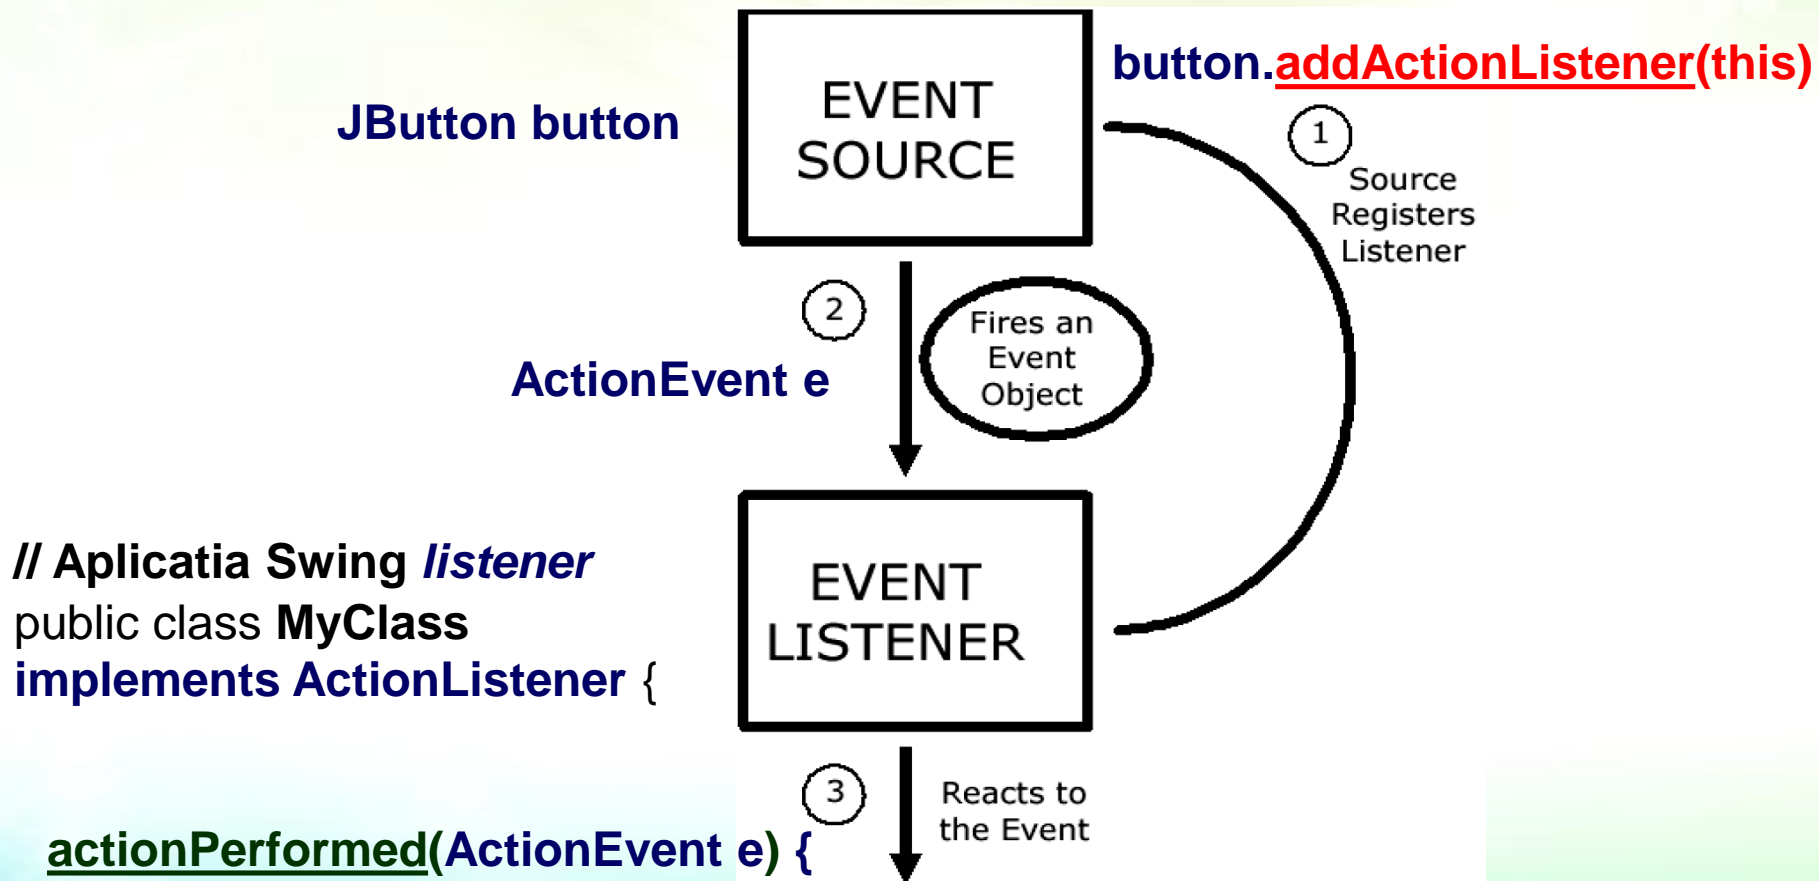 EVENT
SOURCE
button.addActionListener(this)
JButton button
1
Source
Registers
Listener
2
Fires an
Event
Object
ActionEvent e
// Aplicatia Swing listener
public class MyClass
implements ActionListener {
EVENT
LISTENER
3
Reacts to
the Event
actionPerformed(ActionEvent e) {